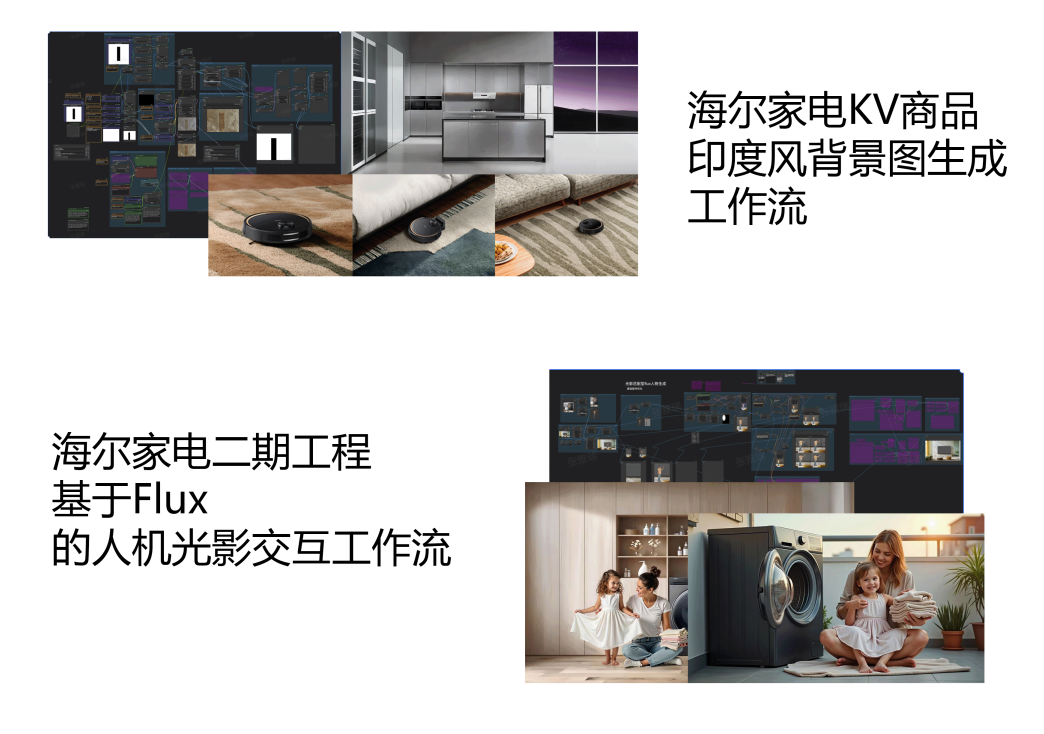 海尔家电KV商品
印度风背景图生成
工作流
海尔家电二期工程
基于Flux
的人机光影交互工作流